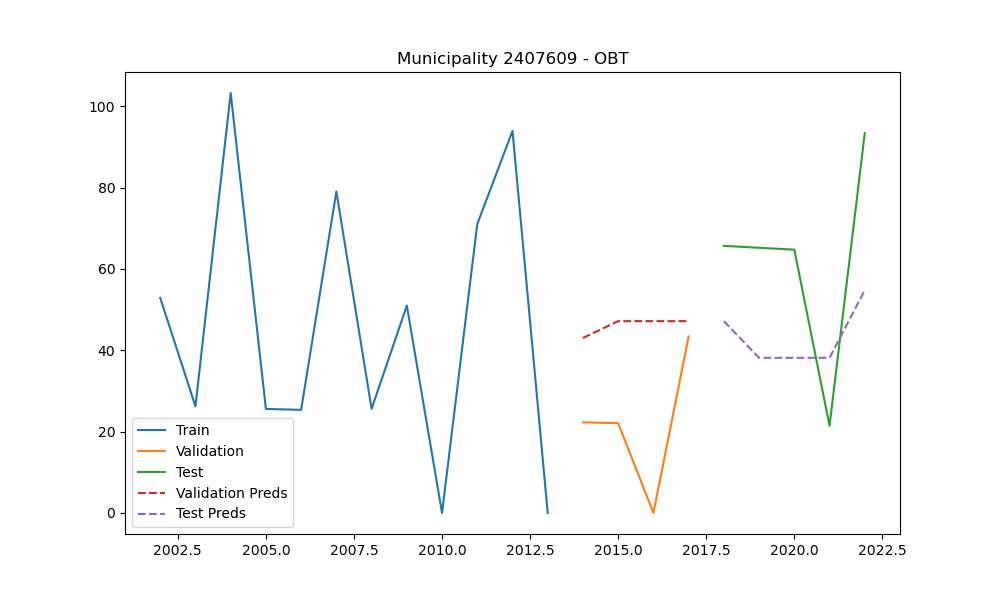 Municipality 2407609 - OBT
100
80
60
40
20
0
Train
Validation
Test
Validation Preds
Test Preds
2002.5 2005.0 2007.5 2010.0 2012.5 2015.0 2017.5 2020.0 2022.5